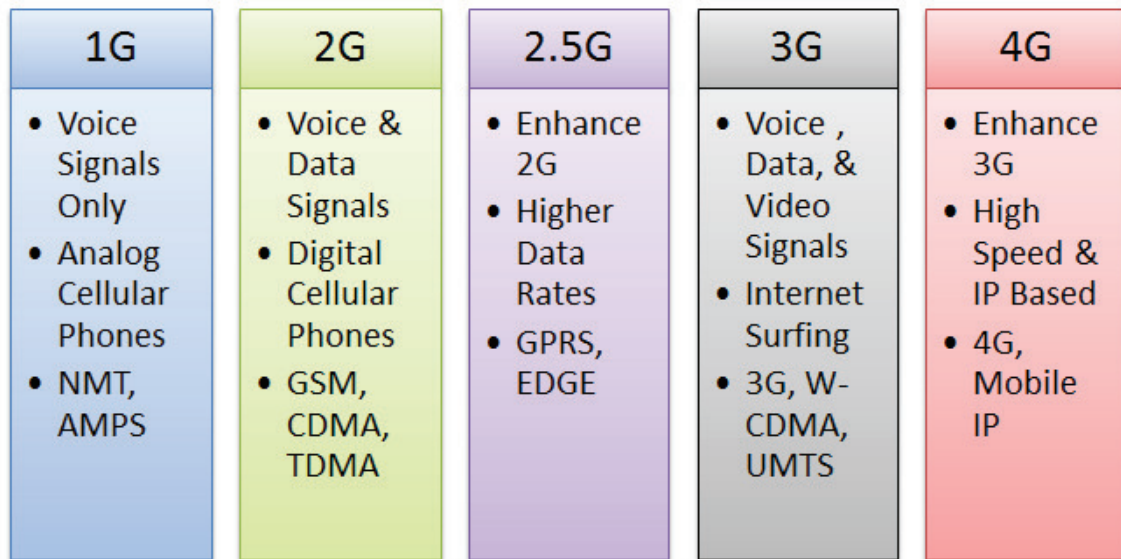 1G
• Voice
Signals
Only
• Analog
Cellular
Phones
• NMT,
AMPS
2G
• Voice &
Data
Signals
• Digital
Cellular
Phones
• GSM,
CDMA,
TDMA
2.5G
• Enhance
2G
• Higher
Data
Rates
• GPRS,
EDGE
3G
• Voice ,
Data, &
Video
Signals
• Internet
Surfing
• 3G, W-
CDMA,
UMTS
4G
• Enhance
3G
• High
Speed &
IP Based
• 4G,
Mobile
IP